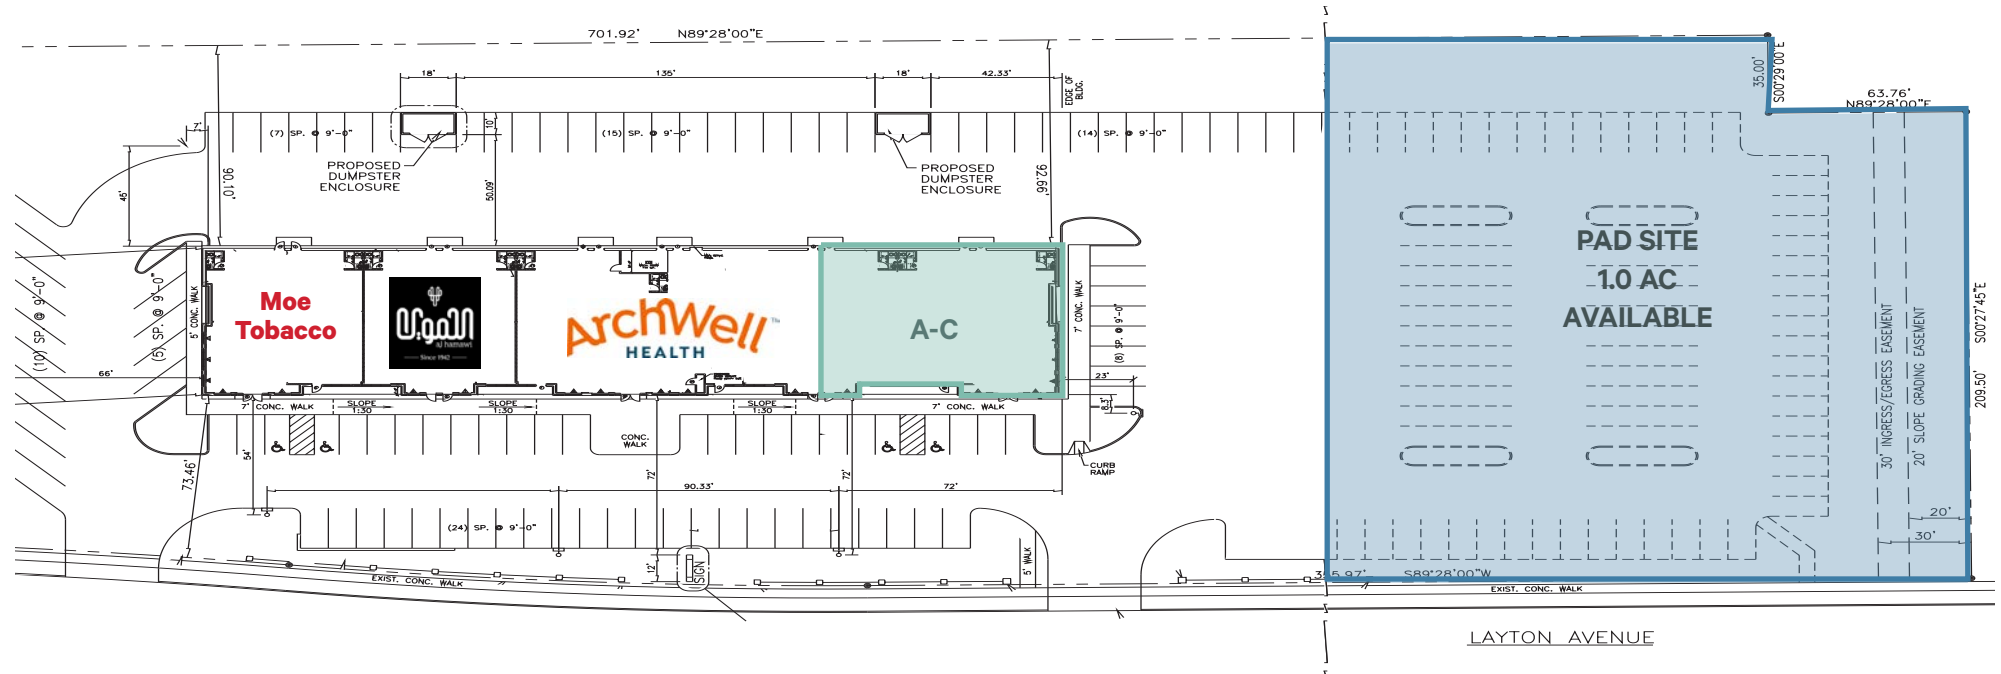 701.92' N89°28'00"E
18'
135'
18'
42.33'
EDGE OF
BLDG.
35.00'
S00°29'00"E
63.76'
N89°28'00"E
7'
(7) SP. @ 9'-0"
10'
(15) SP. @ 9'-0"
(14) SP. @ 9'-0"
PROPOSED
DUMPSTER
ENCLOSURE
PROPOSED
DUMPSTER
ENCLOSURE
45'
90.10'
50.09'
92.66'
PAD SITE
1.0 AC
AVAILABLE
(10) SP. @ 9'-0"
(5) SP. @ 9'-0"
5' CONC. WALK
Moe
Tobacco
الحموي
al hamawi
Since 1942
ArchWell™
HEALTH
A-C
7' CONC. WALK
(8) SP. @ 9'-0"
30' INGRESS/EGRESS EASEMENT
20' SLOPE GRADING EASEMENT
S00°27'45"E
209.50'
66'
23'
8.3'
7' CONC. WALK
SLOPE
1:30
SLOPE
1:30
SLOPE
1:30
7' CONC. WALK
CONC.
WALK
CURB
RAMP
54'
73.46'
72'
72'
90.33'
72'
(24) SP. @ 9'-0"
20'
30'
12'
SIGN
5' WALK
EXIST. CONC. WALK
S89°28'00"W
EXIST. CONC. WALK
LAYTON AVENUE